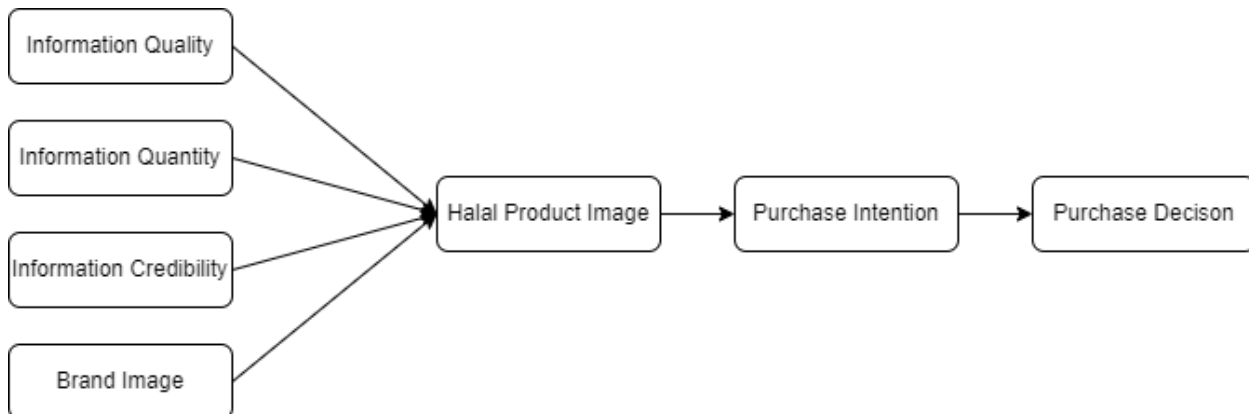 Information Quality
Information Quantity
Information Credibility
Brand Image
Halal Product Image
Purchase Intention
Purchase Decison